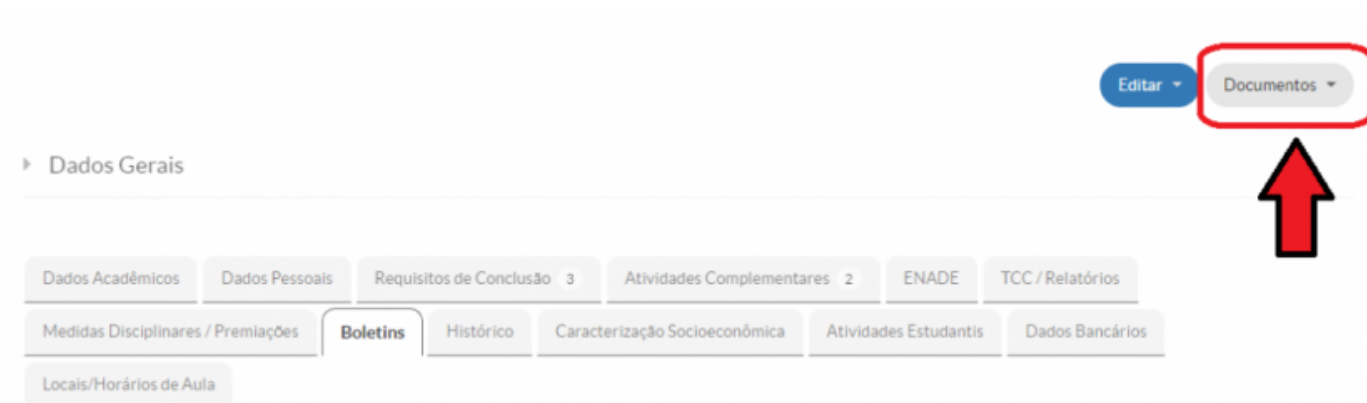 Editar Documentos
Dados Gerais
Dados Acadêmicos Dados Pessoais Requisitos de Conclusão 3 Atividades Complementares 2 ENADE TCC / Relatórios
Medidas Disciplinares / Premiações Boletins Histórico Caracterização Socioeconômica Atividades Estudantis Dados Bancários
Locais/Horários de Aula